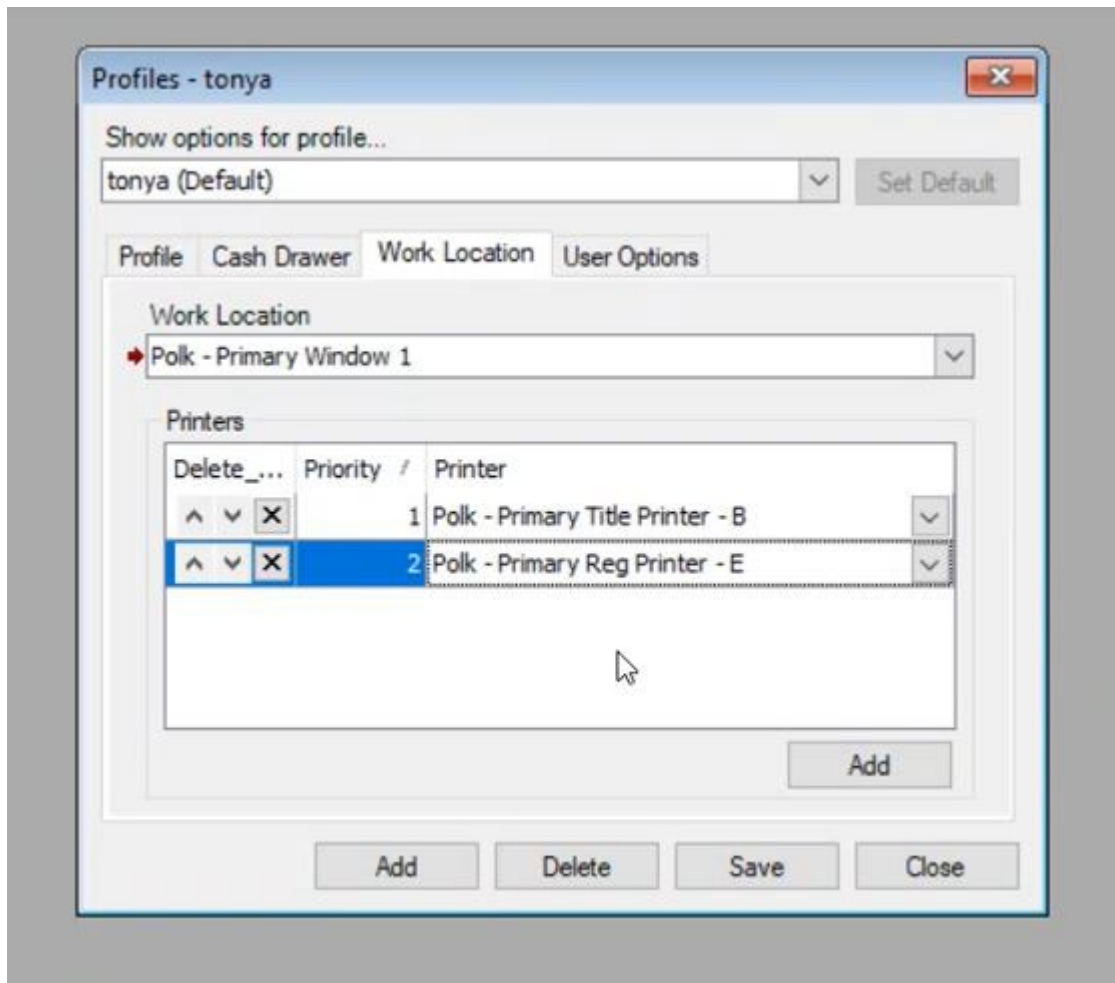 Profiles - tonya
Show options for profile...
tonya (Default)
Set Default
Profile Cash Drawer Work Location User Options
Work Location
Polk - Primary Window 1
Printers
Delete_... Priority / Printer
1 Polk - Primary Title Printer - B
2 Polk - Primary Reg Printer - E
Add
Add Delete Save Close